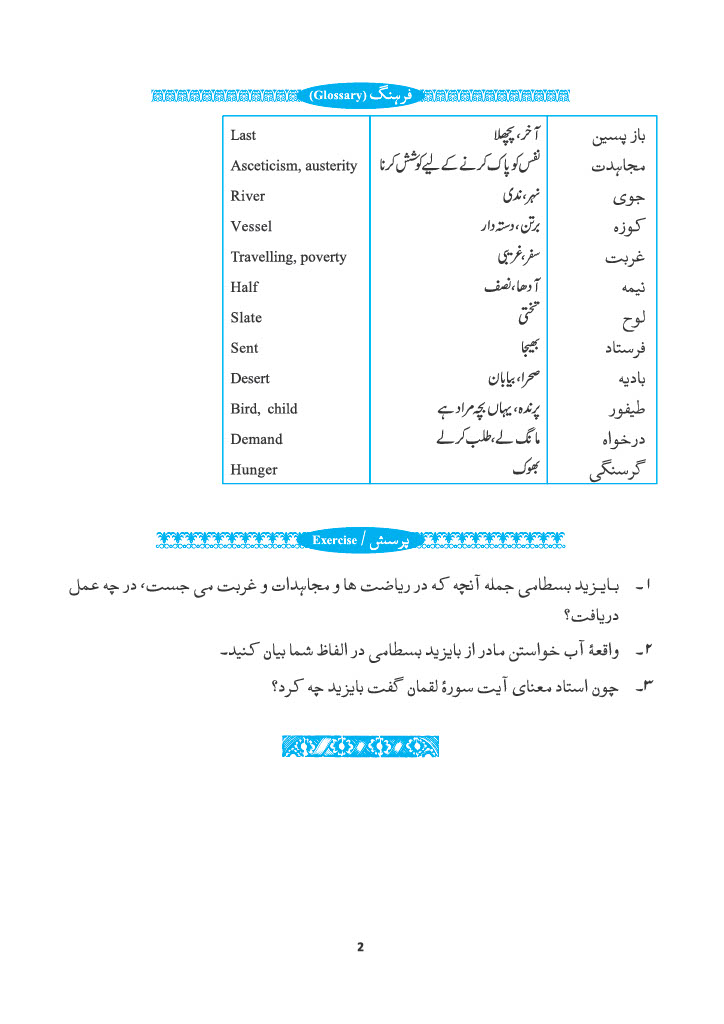 فرہنگ (Glossary)
باز پسین آخر، پچھلا Last
مجاہدت نفس کو پاک کرنے کے لیے کوشش کرنا Asceticism, austerity
جوی نہر، ندی River
کوزہ برتن، دستہ دار Vessel
غربت سفر، غریبی Travelling, poverty
نیمہ آدھا، نصف Half
لوح تختی Slate
فرستاد بھیجا Sent
بادیہ صحرا، بیابان Desert
طیفور پرندہ، یہاں بچہ مراد ہے Bird, child
درخواہ مانگ لے، طلب کر لے Demand
گرسنگی بھوک Hunger
پرسش / Exercise
۱۔ بایزید بسطامی جملہ آنچہ کہ در ریاضت ہا و مجاہدات و غربت می جست، در چہ عمل
دریافت؟
۲۔ واقعۂ آب خواستن مادر از بایزید بسطامی در الفاظ شما بیان کنید۔
۳۔ چون استاد معنای آیت سورۂ لقمان گفت بایزید چہ کرد؟
2